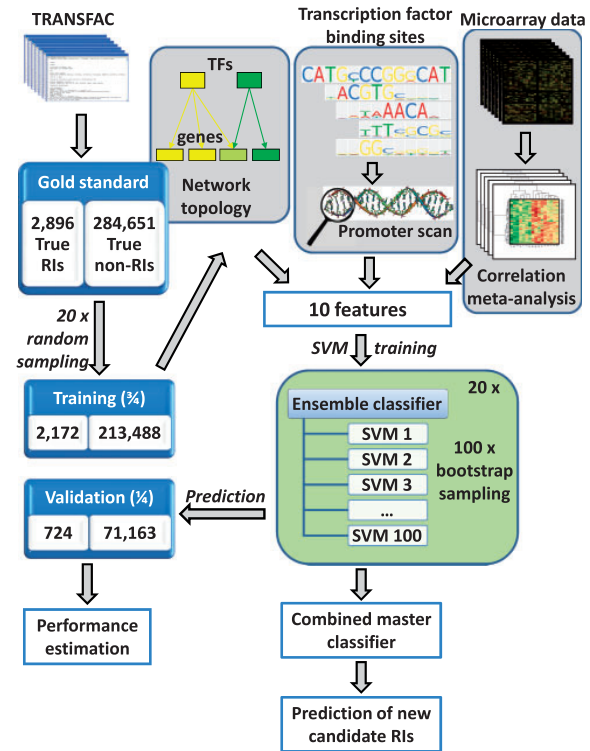 TRANSFAC
Transcription factor
binding sites
Microarray data
TFs
genes
Network
topology
CATGCCCGGGCAT
ACGTG
AACA
TTTCGCGC
GG
Promoter scan
Correlation
meta-analysis
Gold standard
2,896
True
RIs
284,651
True
non-RIs
20 x
random
sampling
10 features
SVM training
Training (¾)
2,172
213,488
Ensemble classifier
20 x
SVM 1
SVM 2
SVM 3
...
SVM 100
100 x
bootstrap
sampling
Prediction
Validation (¼)
724
71,163
Performance
estimation
Combined master
classifier
Prediction of new
candidate RIs